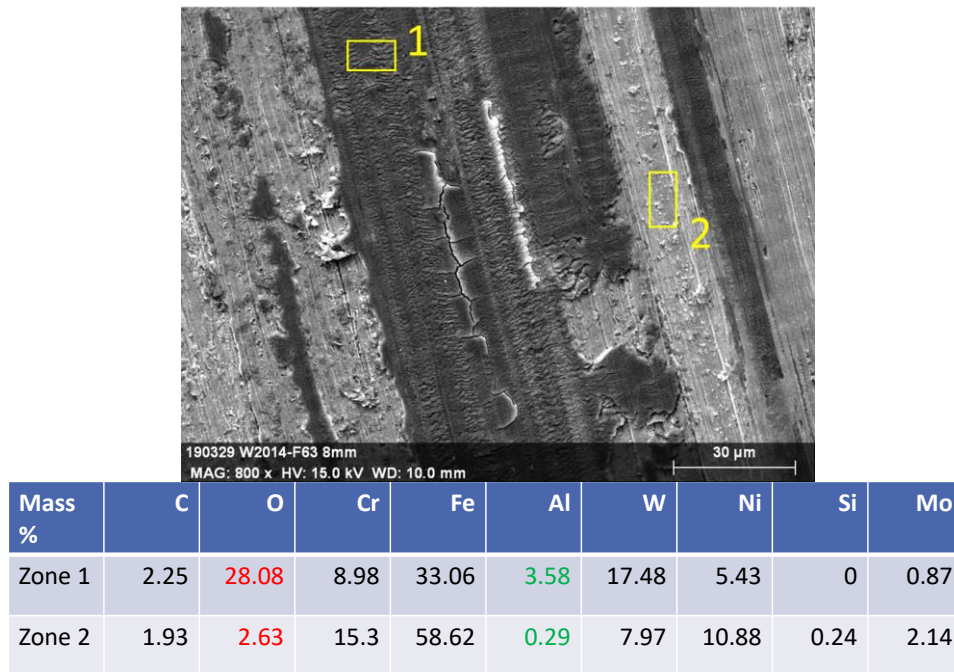 1
2
190329 W2014-F63 8mm
MAG: 800 x HV: 15.0 kV WD: 10.0 mm
30 µm
Mass % C O Cr Fe Al W Ni Si Mo
Zone 1 2.25 28.08 8.98 33.06 3.58 17.48 5.43 0 0.87
Zone 2 1.93 2.63 15.3 58.62 0.29 7.97 10.88 0.24 2.14